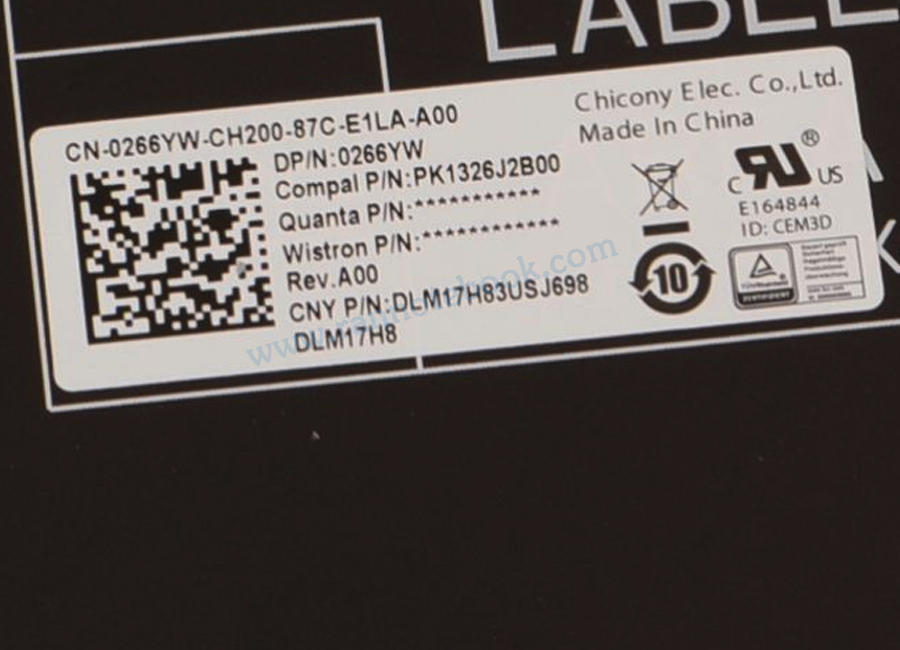 LABEL
CN-0266YW-CH200-87C-E1LA-A00
DP/N:0266YW
Compal P/N:PK1326J2B00
Quanta P/N:***********
Wistron P/N:************
Rev.A00
CNY P/N:DLM17H83USJ698
DLM17H8
Chicony Elec. Co.,Ltd.
Made In China
C RU ® US
E164844
ID: CEM3D
10
K